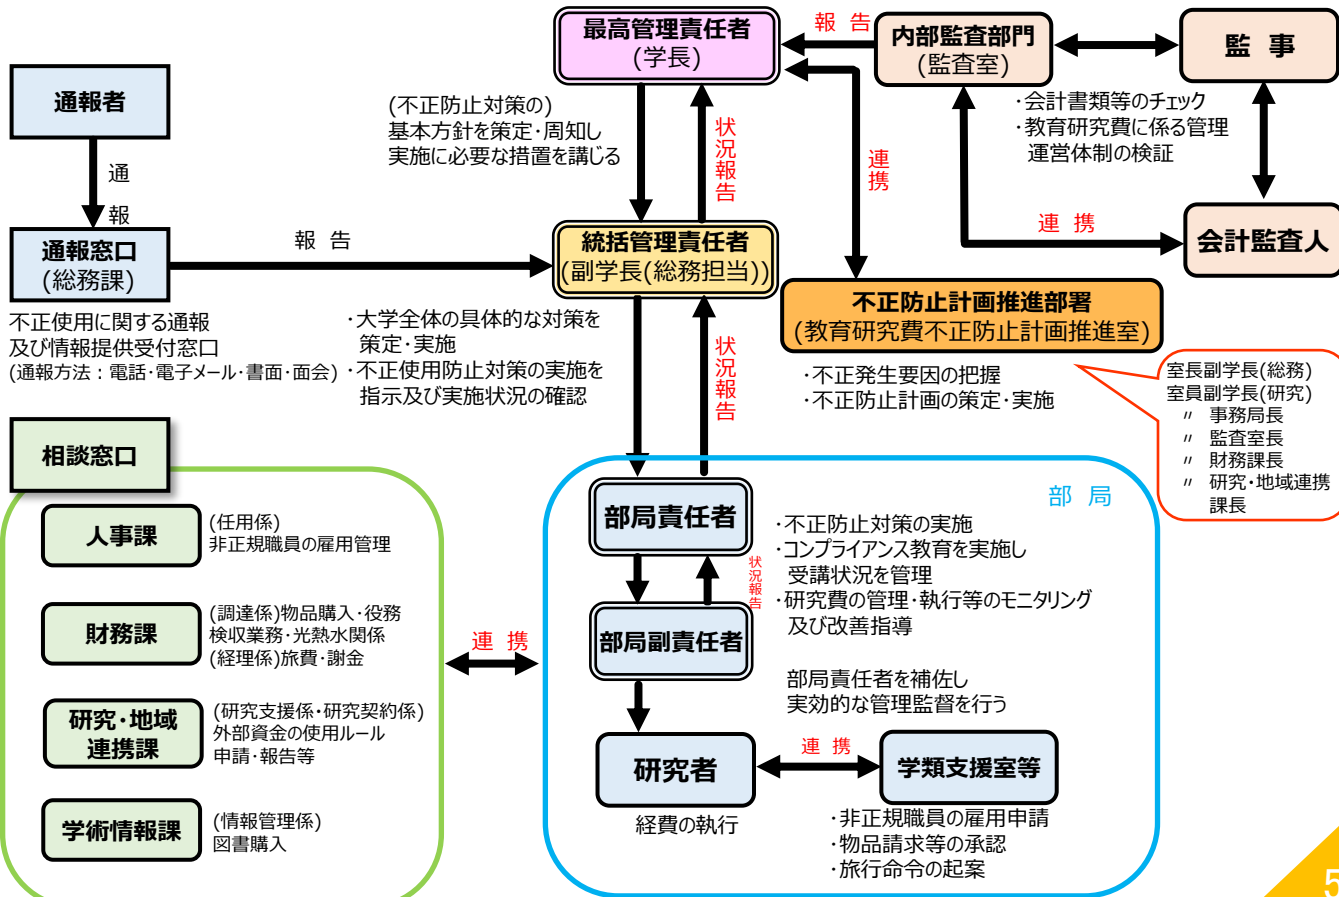 最高管理責任者
(学長)
報 告
内部監査部門
(監査室)
監 事
通報者
(不正防止対策の)
基本方針を策定・周知し
実施に必要な措置を講じる
状況報告
連携
・会計書類等のチェック
・教育研究費に係る管理
運営体制の検証
通
報
通報窓口
(総務課)
報 告
統括管理責任者
(副学長(総務担当))
連 携
会計監査人
不正使用に関する通報
及び情報提供受付窓口
(通報方法：電話・電子メール・書面・面会)
・大学全体の具体的な対策を
策定・実施
・不正使用防止対策の実施を
指示及び実施状況の確認
状況報告
不正防止計画推進部署
(教育研究費不正防止計画推進室)
・不正発生要因の把握
・不正防止計画の策定・実施
室長副学長(総務)
室員副学長(研究)
〃 事務局長
〃 監査室長
〃 財務課長
〃 研究・地域連携
課長
相談窓口
人事課
(任用係)
非正規職員の雇用管理
財務課
(調達係)物品購入・役務
検収業務・光熱水関係
(経理係)旅費・謝金
研究・地域
連携課
(研究支援係・研究契約係)
外部資金の使用ルール
申請・報告等
学術情報課
(情報管理係)
図書購入
連 携
部 局
部局責任者
・不正防止対策の実施
・コンプライアンス教育を実施し
受講状況を管理
・研究費の管理・執行等のモニタリング
及び改善指導
状況報告
部局副責任者
部局責任者を補佐し
実効的な管理監督を行う
研究者
連 携
学類支援室等
経費の執行
・非正規職員の雇用申請
・物品請求等の承認
・旅行命令の起案
5